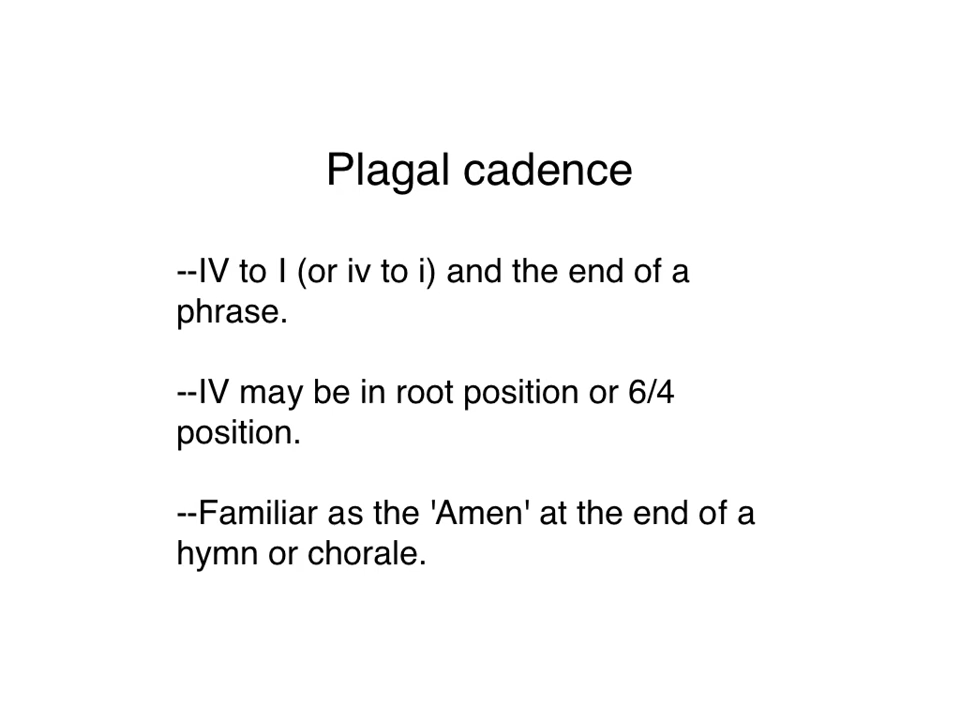 Plagal cadence
--IV to I (or iv to i) and the end of a
phrase.
--IV may be in root position or 6/4
position.
--Familiar as the 'Amen' at the end of a
hymn or chorale.